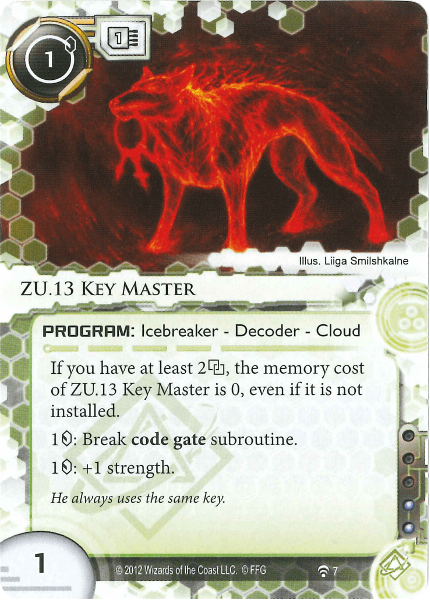 1
1
Illus. Liiga Smilshkalne
ZU.13 Key Master
PROGRAM: Icebreaker - Decoder - Cloud
If you have at least 2, the memory cost
of ZU.13 Key Master is 0, even if it is not
installed.
1: Break code gate subroutine.
1: +1 strength.
He always uses the same key.
1
© 2012 Wizards of the Coast LLC. © FFG
7